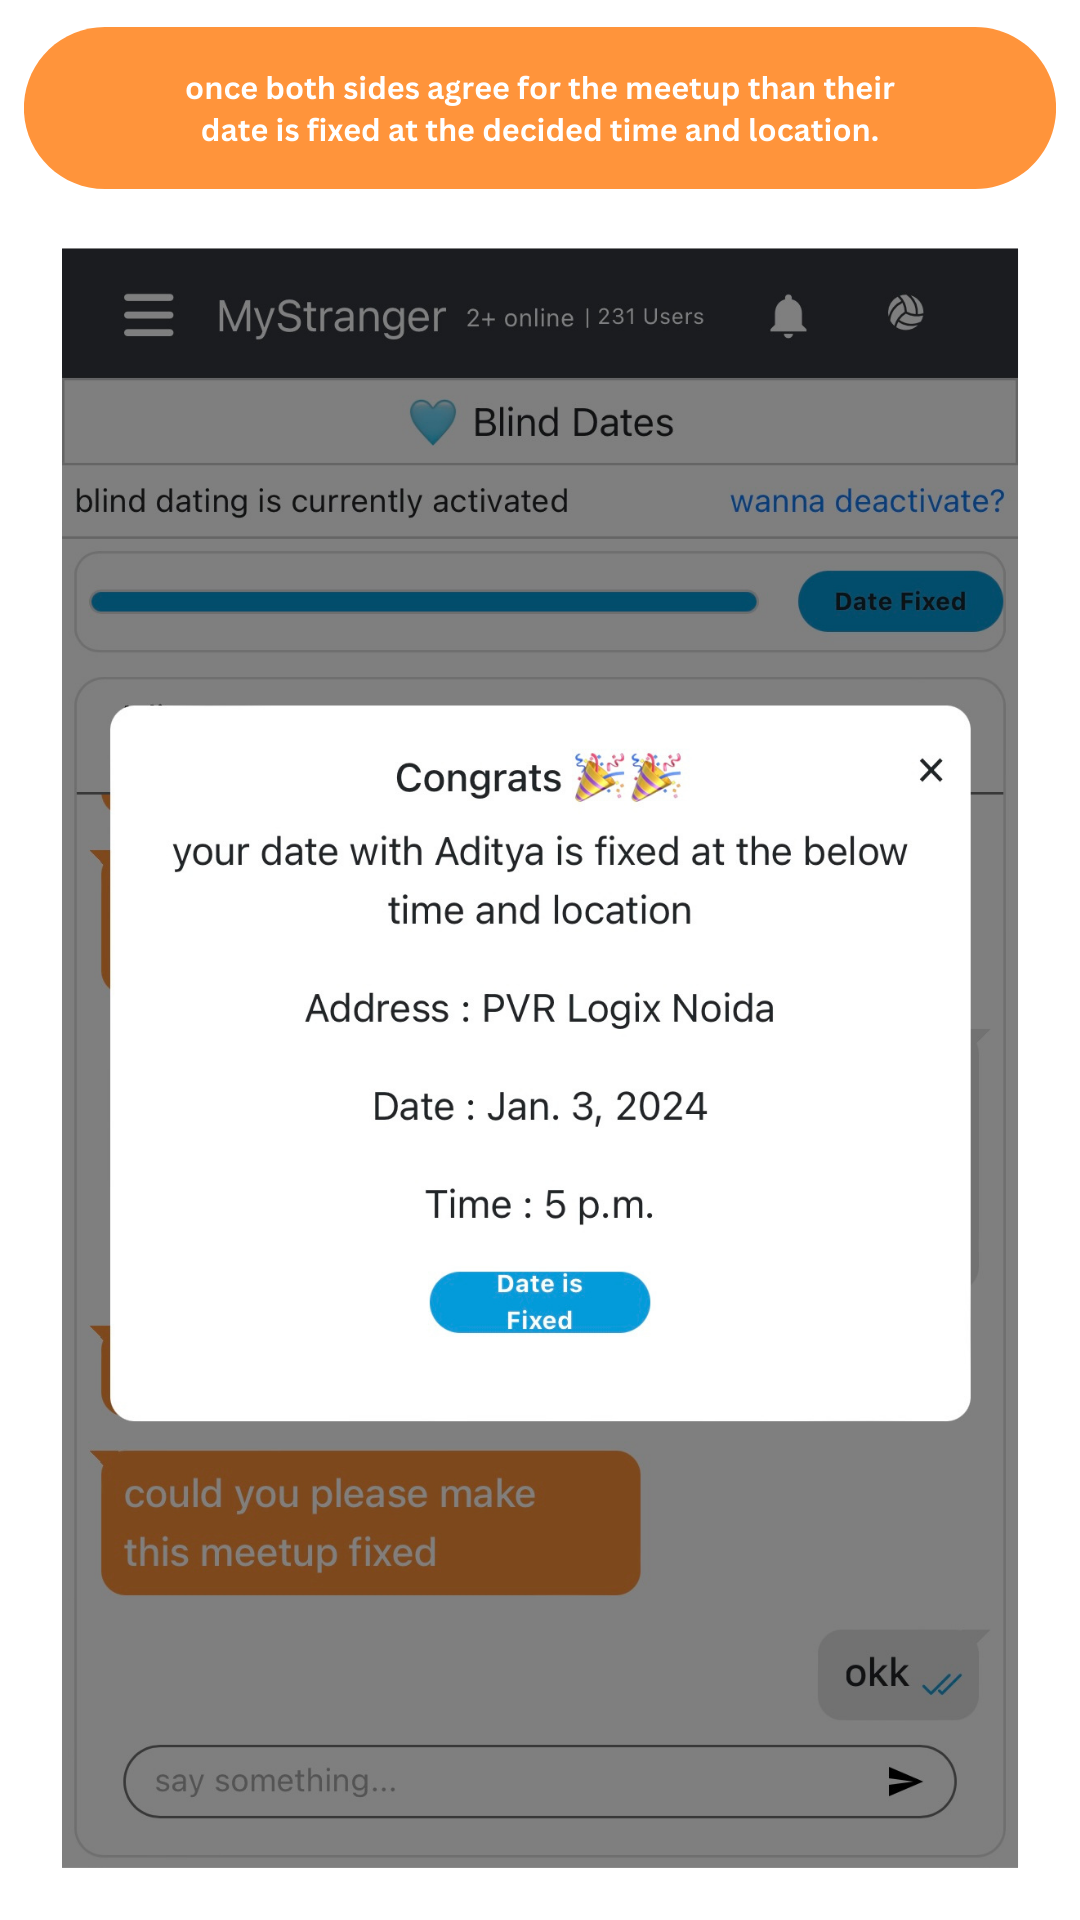 once both sides agree for the meetup than their
date is fixed at the decided time and location.
MyStranger 2+ online | 231 Users
🩵 Blind Dates
blind dating is currently activated wanna deactivate?
Date Fixed
Congrats 🎉🎉 ×
your date with Aditya is fixed at the below
time and location
Address : PVR Logix Noida
Date : Jan. 3, 2024
Time : 5 p.m.
Date is
Fixed
could you please make
this meetup fixed
okk
say something...